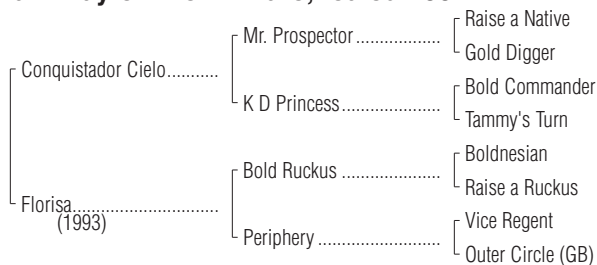 Raise a Native
Mr. Prospector
Gold Digger
Conquistador Cielo
Bold Commander
K D Princess
Tammy's Turn
Boldnesian
Bold Ruckus
Raise a Ruckus
Florisa
(1993)
Vice Regent
Periphery
Outer Circle (GB)